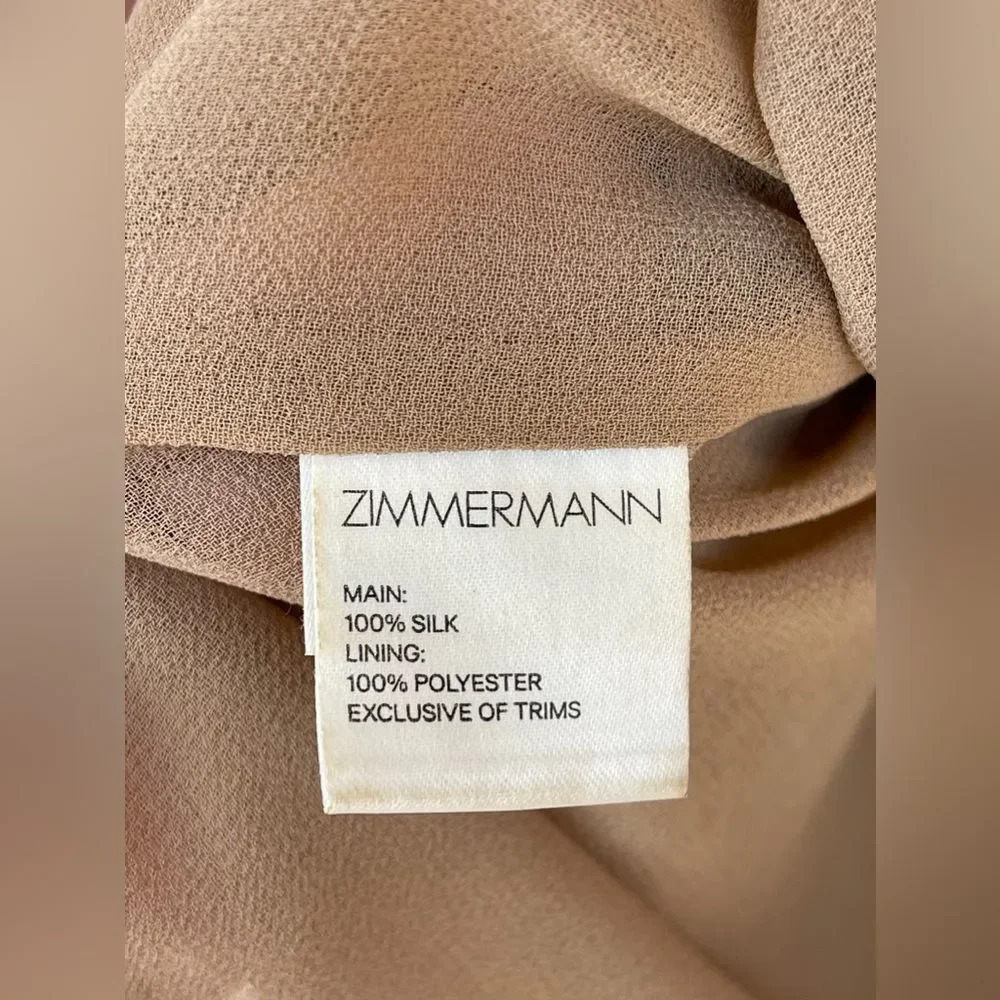 ZIMMERMANN
MAIN:
100% SILK
LINING:
100% POLYESTER
EXCLUSIVE OF TRIMS